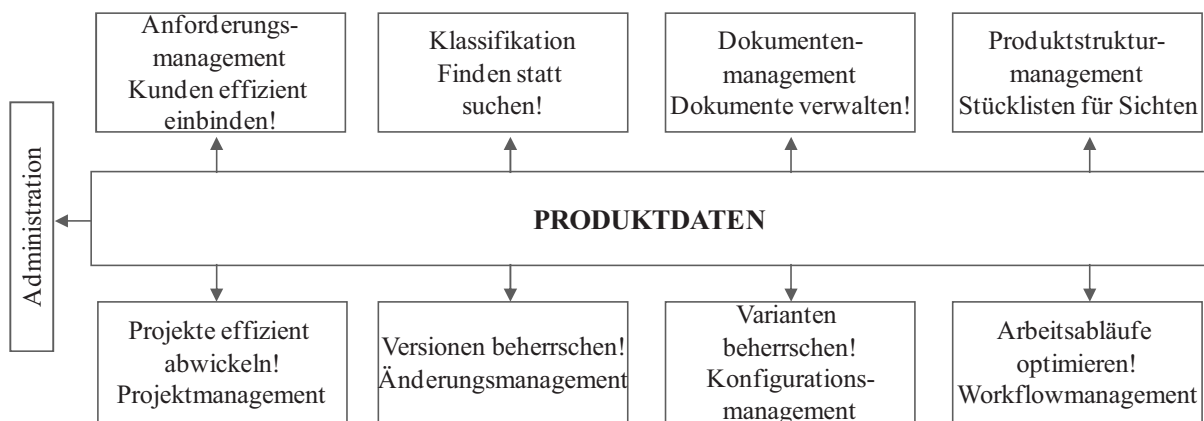 Anforderungs-
management
Kunden effizient
einbinden!
Klassifikation
Finden statt
suchen!
Dokumenten-
management
Dokumente verwalten!
Produktstruktur-
management
Stücklisten für Sichten
Administration
PRODUKTDATEN
Projekte effizient
abwickeln!
Projektmanagement
Versionen beherrschen!
Änderungsmanagement
Varianten
beherrschen!
Konfigurations-
management
Arbeitsabläufe
optimieren!
Workflowmanagement